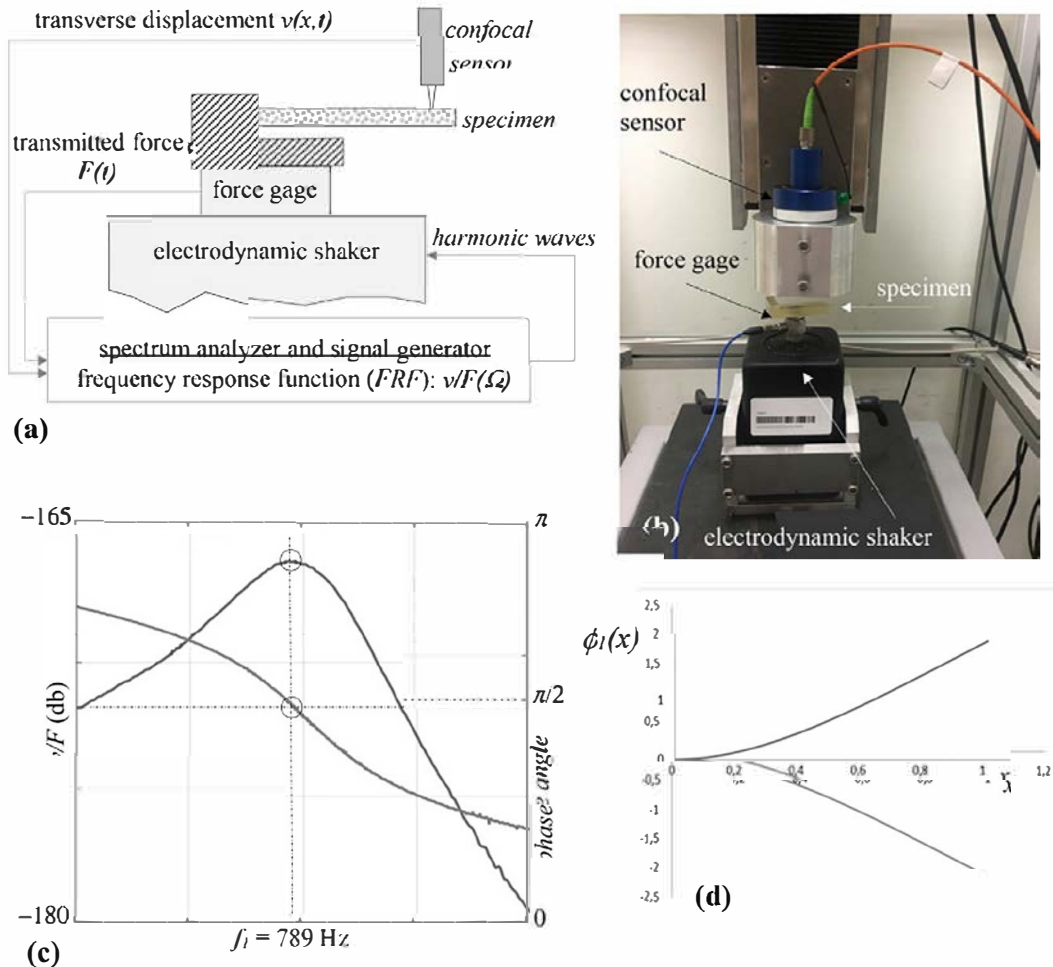 transverse displacement v(x,t)
confocal
sensor
specimen
transmitted force
F(t)
force gage
electrodynamic shaker
harmonic waves
spectrum analyzer and signal generator
frequency response function (FRF): v/F(Ω)
(a)
confocal
sensor
force gage
specimen
electrodynamic shaker
(b)
−165
π
π/2
/F (db)
phases angle
−180
0
f₁ = 789 Hz
(c)
ϕ₁(x)
2,5
2
1,5
1
0,5
0
-0,5
-1
-1,5
-2
-2,5
0
0,2
0,4
0,6
0,8
1
1,2
x
(d)